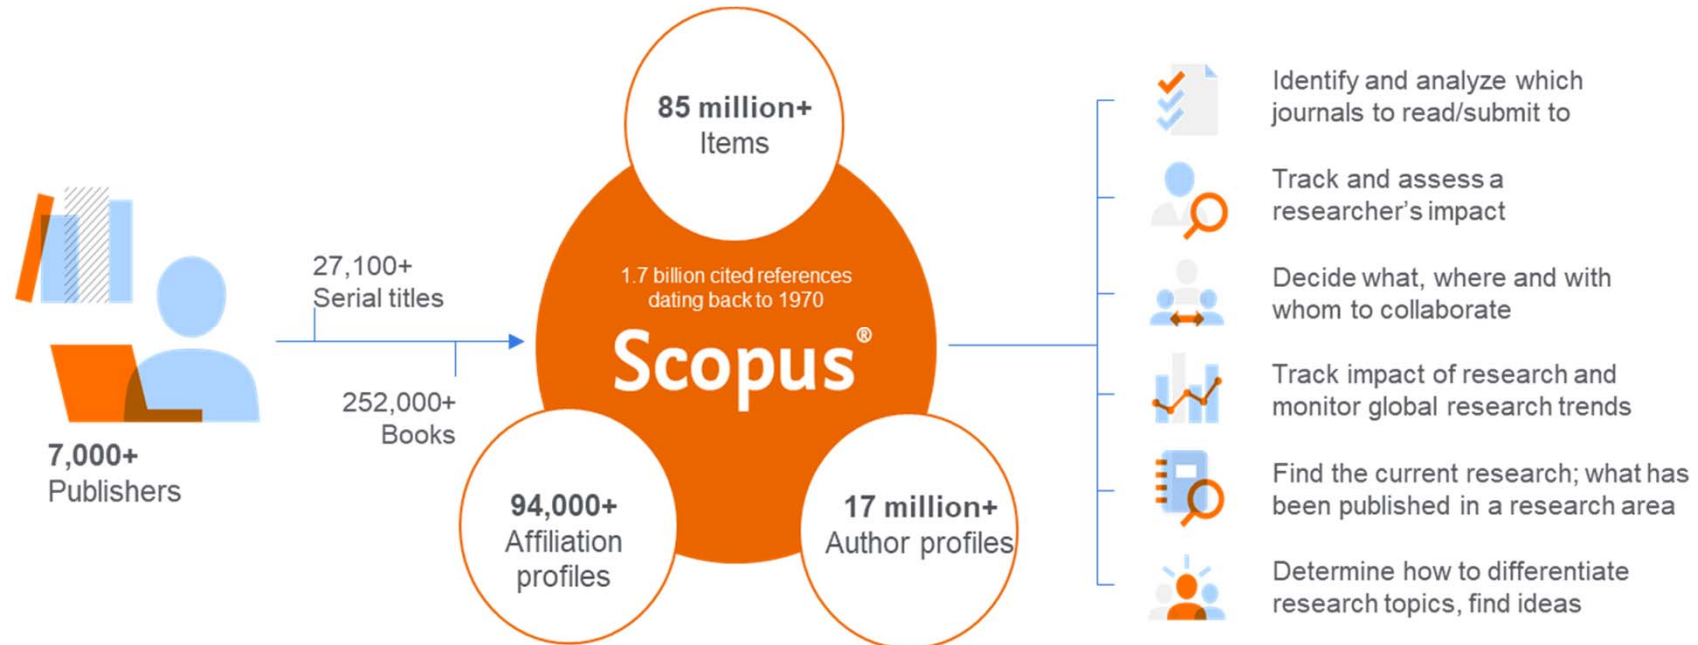 7,000+
Publishers
27,100+
Serial titles
252,000+
Books
85 million+
Items
1.7 billion cited references
dating back to 1970
Scopus®
94,000+
Affiliation
profiles
17 million+
Author profiles
Identify and analyze which
journals to read/submit to
Track and assess a
researcher's impact
Decide what, where and with
whom to collaborate
Track impact of research and
monitor global research trends
Find the current research; what has
been published in a research area
Determine how to differentiate
research topics, find ideas